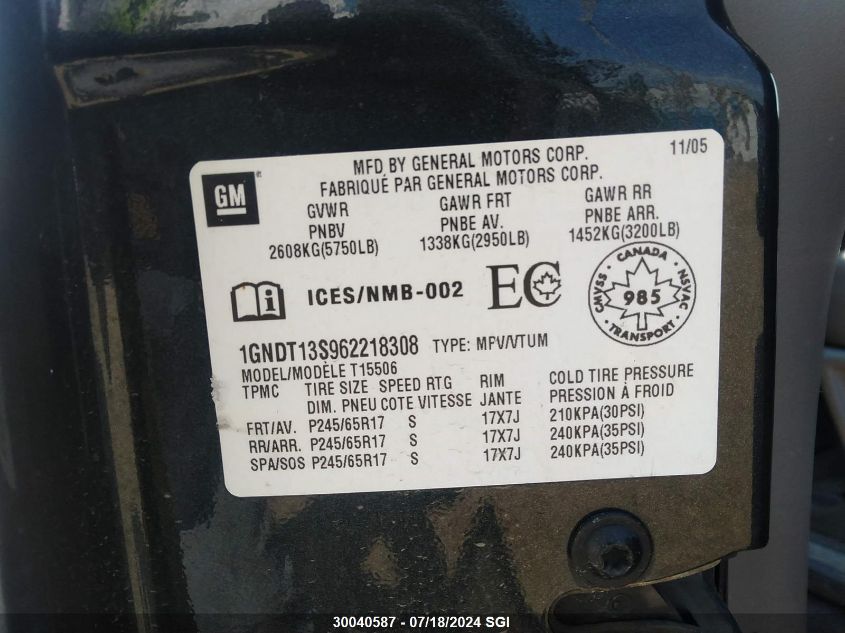 MFD BY GENERAL MOTORS CORP. 11/05
FABRIQUÉ PAR GENERAL MOTORS CORP.
GM
GVWR GAWR FRT GAWR RR
PNBV PNBE AV. PNBE ARR.
2608KG(5750LB) 1338KG(2950LB) 1452KG(3200LB)
i ICES/NMB-002 EC
CANADA
CMVSS 985 NSVAC
TRANSPORT
1GNDT13S962218308 TYPE: MPV/VTUM
MODEL/MODÈLE T15506
TPMC TIRE SIZE SPEED RTG RIM COLD TIRE PRESSURE
DIM. PNEU COTE VITESSE JANTE PRESSION À FROID
FRT/AV. P245/65R17 S 17X7J 210KPA(30PSI)
RR/ARR. P245/65R17 S 17X7J 240KPA(35PSI)
SPA/SOS P245/65R17 S 17X7J 240KPA(35PSI)
30040587 - 07/18/2024 SGI